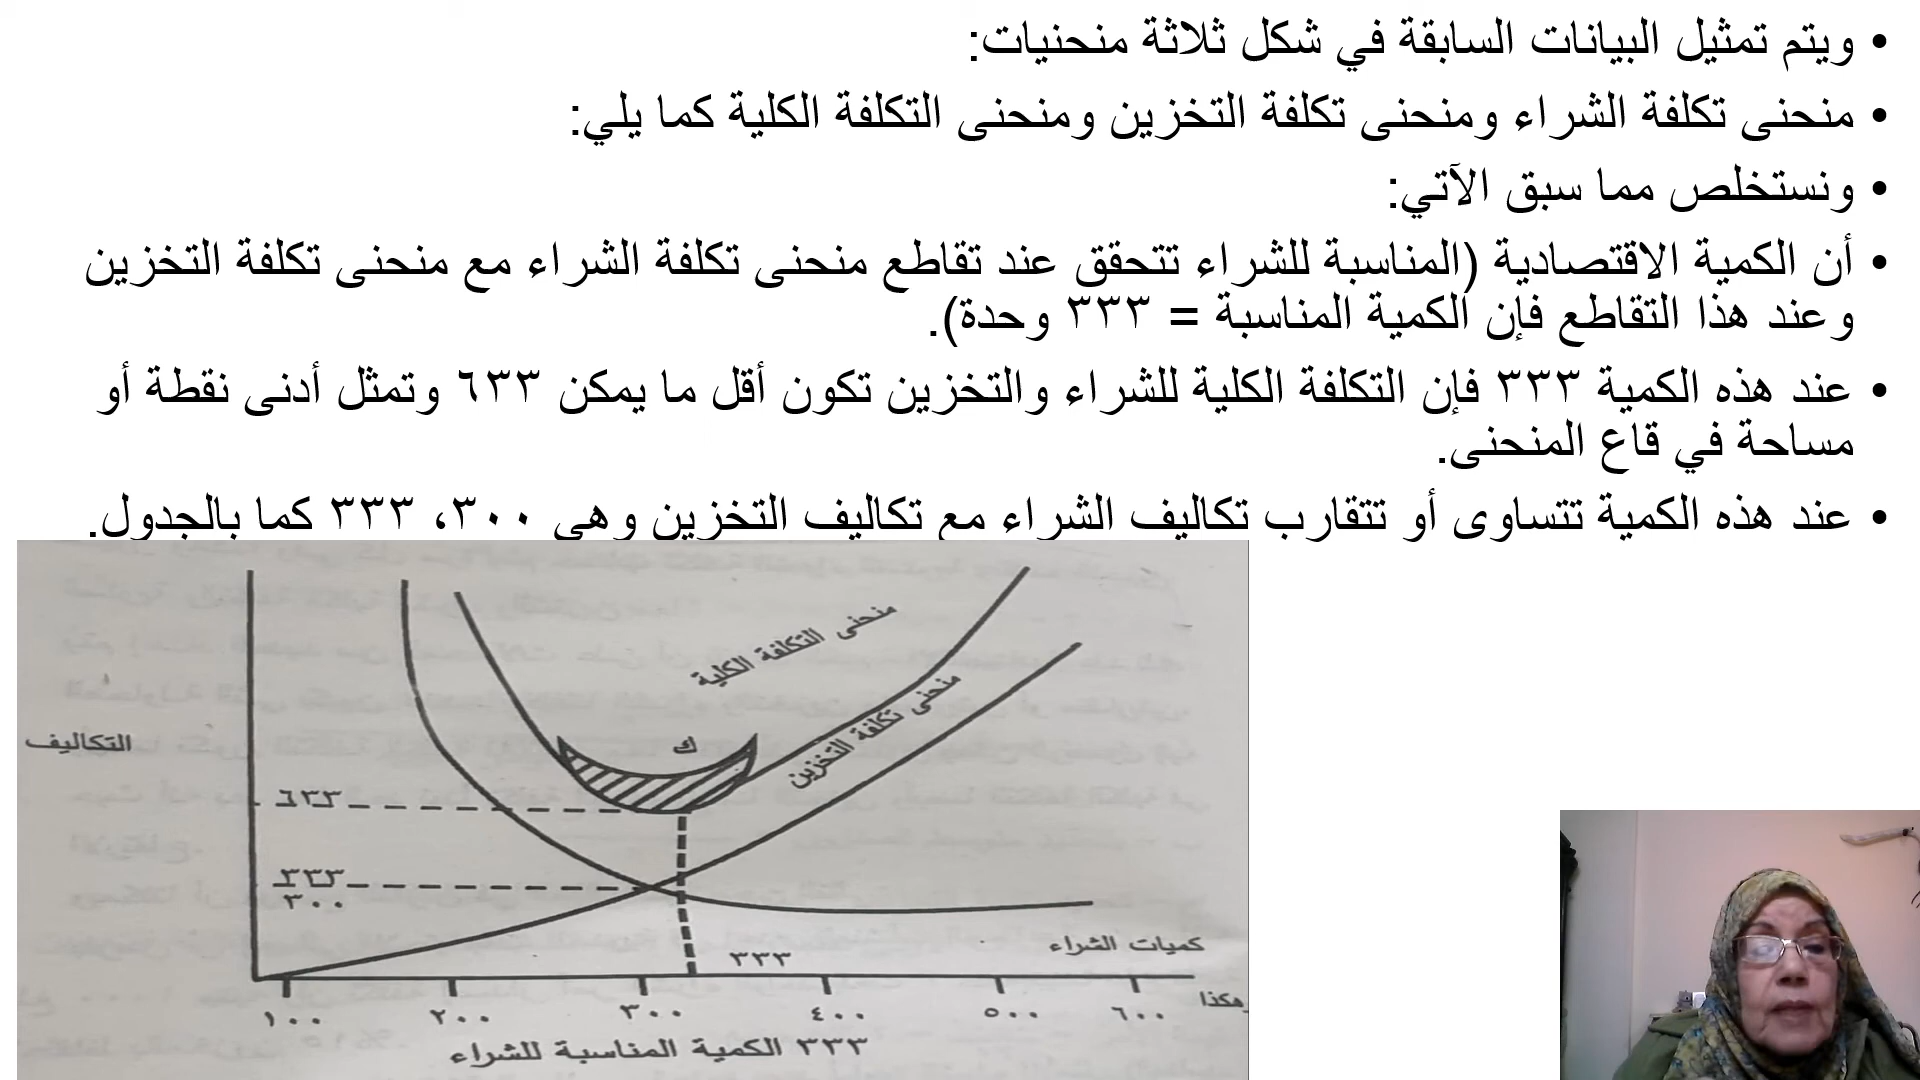 • ويتم تمثيل البيانات السابقة في شكل ثلاثة منحنيات:
• منحنى تكلفة الشراء ومنحنى تكلفة التخزين ومنحنى التكلفة الكلية كما يلي:
• ونستخلص مما سبق الآتي:
• أن الكمية الاقتصادية (المناسبة للشراء تتحقق عند تقاطع منحنى تكلفة الشراء مع منحنى تكلفة التخزين
وعند هذا التقاطع فإن الكمية المناسبة = ٣٣٣ وحدة).
• عند هذه الكمية ٣٣٣ فإن التكلفة الكلية للشراء والتخزين تكون أقل ما يمكن ٦٣٣ وتمثل أدنى نقطة أو
مساحة في قاع المنحنى.
• عند هذه الكمية تتساوى أو تتقارب تكاليف الشراء مع تكاليف التخزين وهي ٣٠٠، ٣٣٣ كما بالجدول.
منحنى التكلفة الكلية
منحنى تكلفة التخزين
ك
التكاليف
٦٣٣
٣٣٣
٣٠٠
كميات الشراء
٣٣٣
١٠٠ ٢٠٠ ٣٠٠ ٤٠٠ ٥٠٠ ٦٠٠ وهكذا
٣٣٣ الكمية المناسبة للشراء